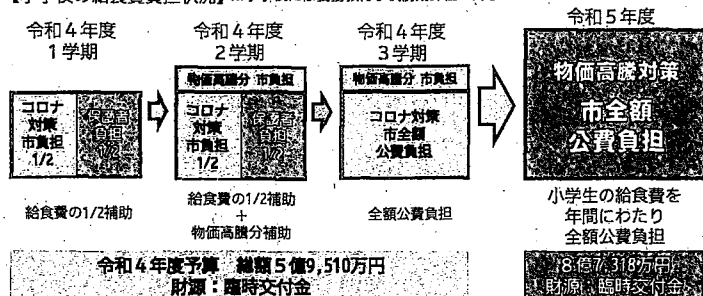 令和4年度
1学期
コロナ
対策
市負担
1/2
保護者
負担
1/2
給食費の1/2補助
令和4年度
2学期
物価高騰分 市負担
コロナ
対策
市負担
1/2
保護者
負担
1/2
給食費の1/2補助
+
物価高騰分補助
令和4年度
3学期
物価高騰分 市負担
コロナ対策
市全額
公費負担
全額公費負担
令和5年度
物価高騰対策
市全額
公費負担
小学生の給食費を
年間にわたり
全額公費負担
令和4年度予算 総額5億9,510万円
財源:臨時交付金
8億7,318万円
財源:臨時交付金